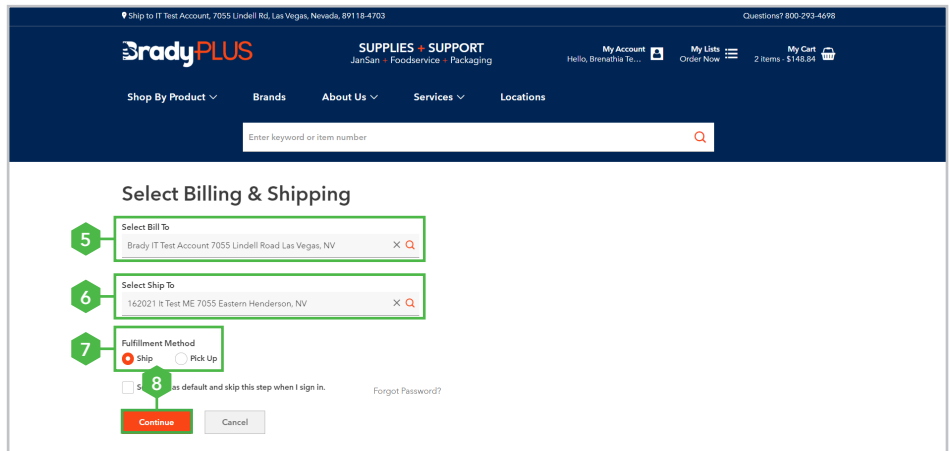 Ship to IT Test Account, 7055 Lindell Rd, Las Vegas, Nevada, 89118-4703
Questions? 800-293-4698
BradyPLUS
SUPPLIES + SUPPORT
JanSan + Foodservice + Packaging
My Account
Hello, Brenathia Te...
My Lists
Order Now
My Cart
2 items - $148.84
Shop By Product
Brands
About Us
Services
Locations
Enter keyword or item number
Select Billing & Shipping
5
Select Bill To
Brady IT Test Account 7055 Lindell Road Las Vegas, NV
6
Select Ship To
162021 It Test ME 7055 Eastern Henderson, NV
7
Fulfillment Method
Ship
Pick Up
8
as default and skip this step when I sign in.
Forgot Password?
Continue
Cancel